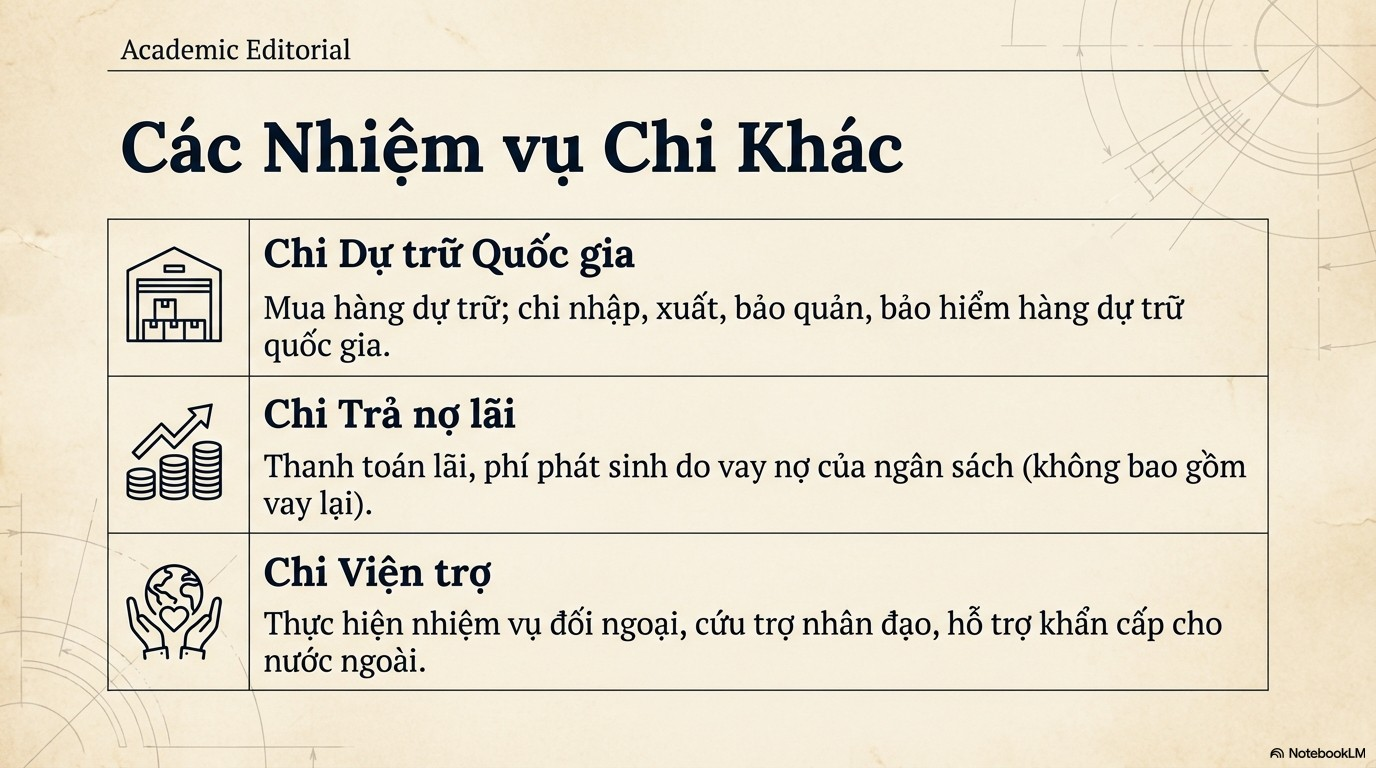 Academic Editorial
Các Nhiệm vụ Chi Khác
Chi Dự trữ Quốc gia
Mua hàng dự trữ; chi nhập, xuất, bảo quản, bảo hiểm hàng dự trữ
quốc gia.
Chi Trả nợ lãi
Thanh toán lãi, phí phát sinh do vay nợ của ngân sách (không bao gồm
vay lại).
Chi Viện trợ
Thực hiện nhiệm vụ đối ngoại, cứu trợ nhân đạo, hỗ trợ khẩn cấp cho
nước ngoài.
NotebookLM